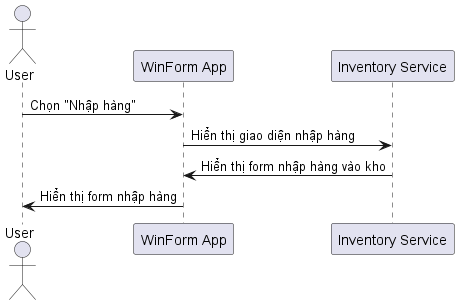 User
WinForm App
Inventory Service
Chọn "Nhập hàng"
Hiển thị giao diện nhập hàng
Hiển thị form nhập hàng vào kho
Hiển thị form nhập hàng
User
WinForm App
Inventory Service